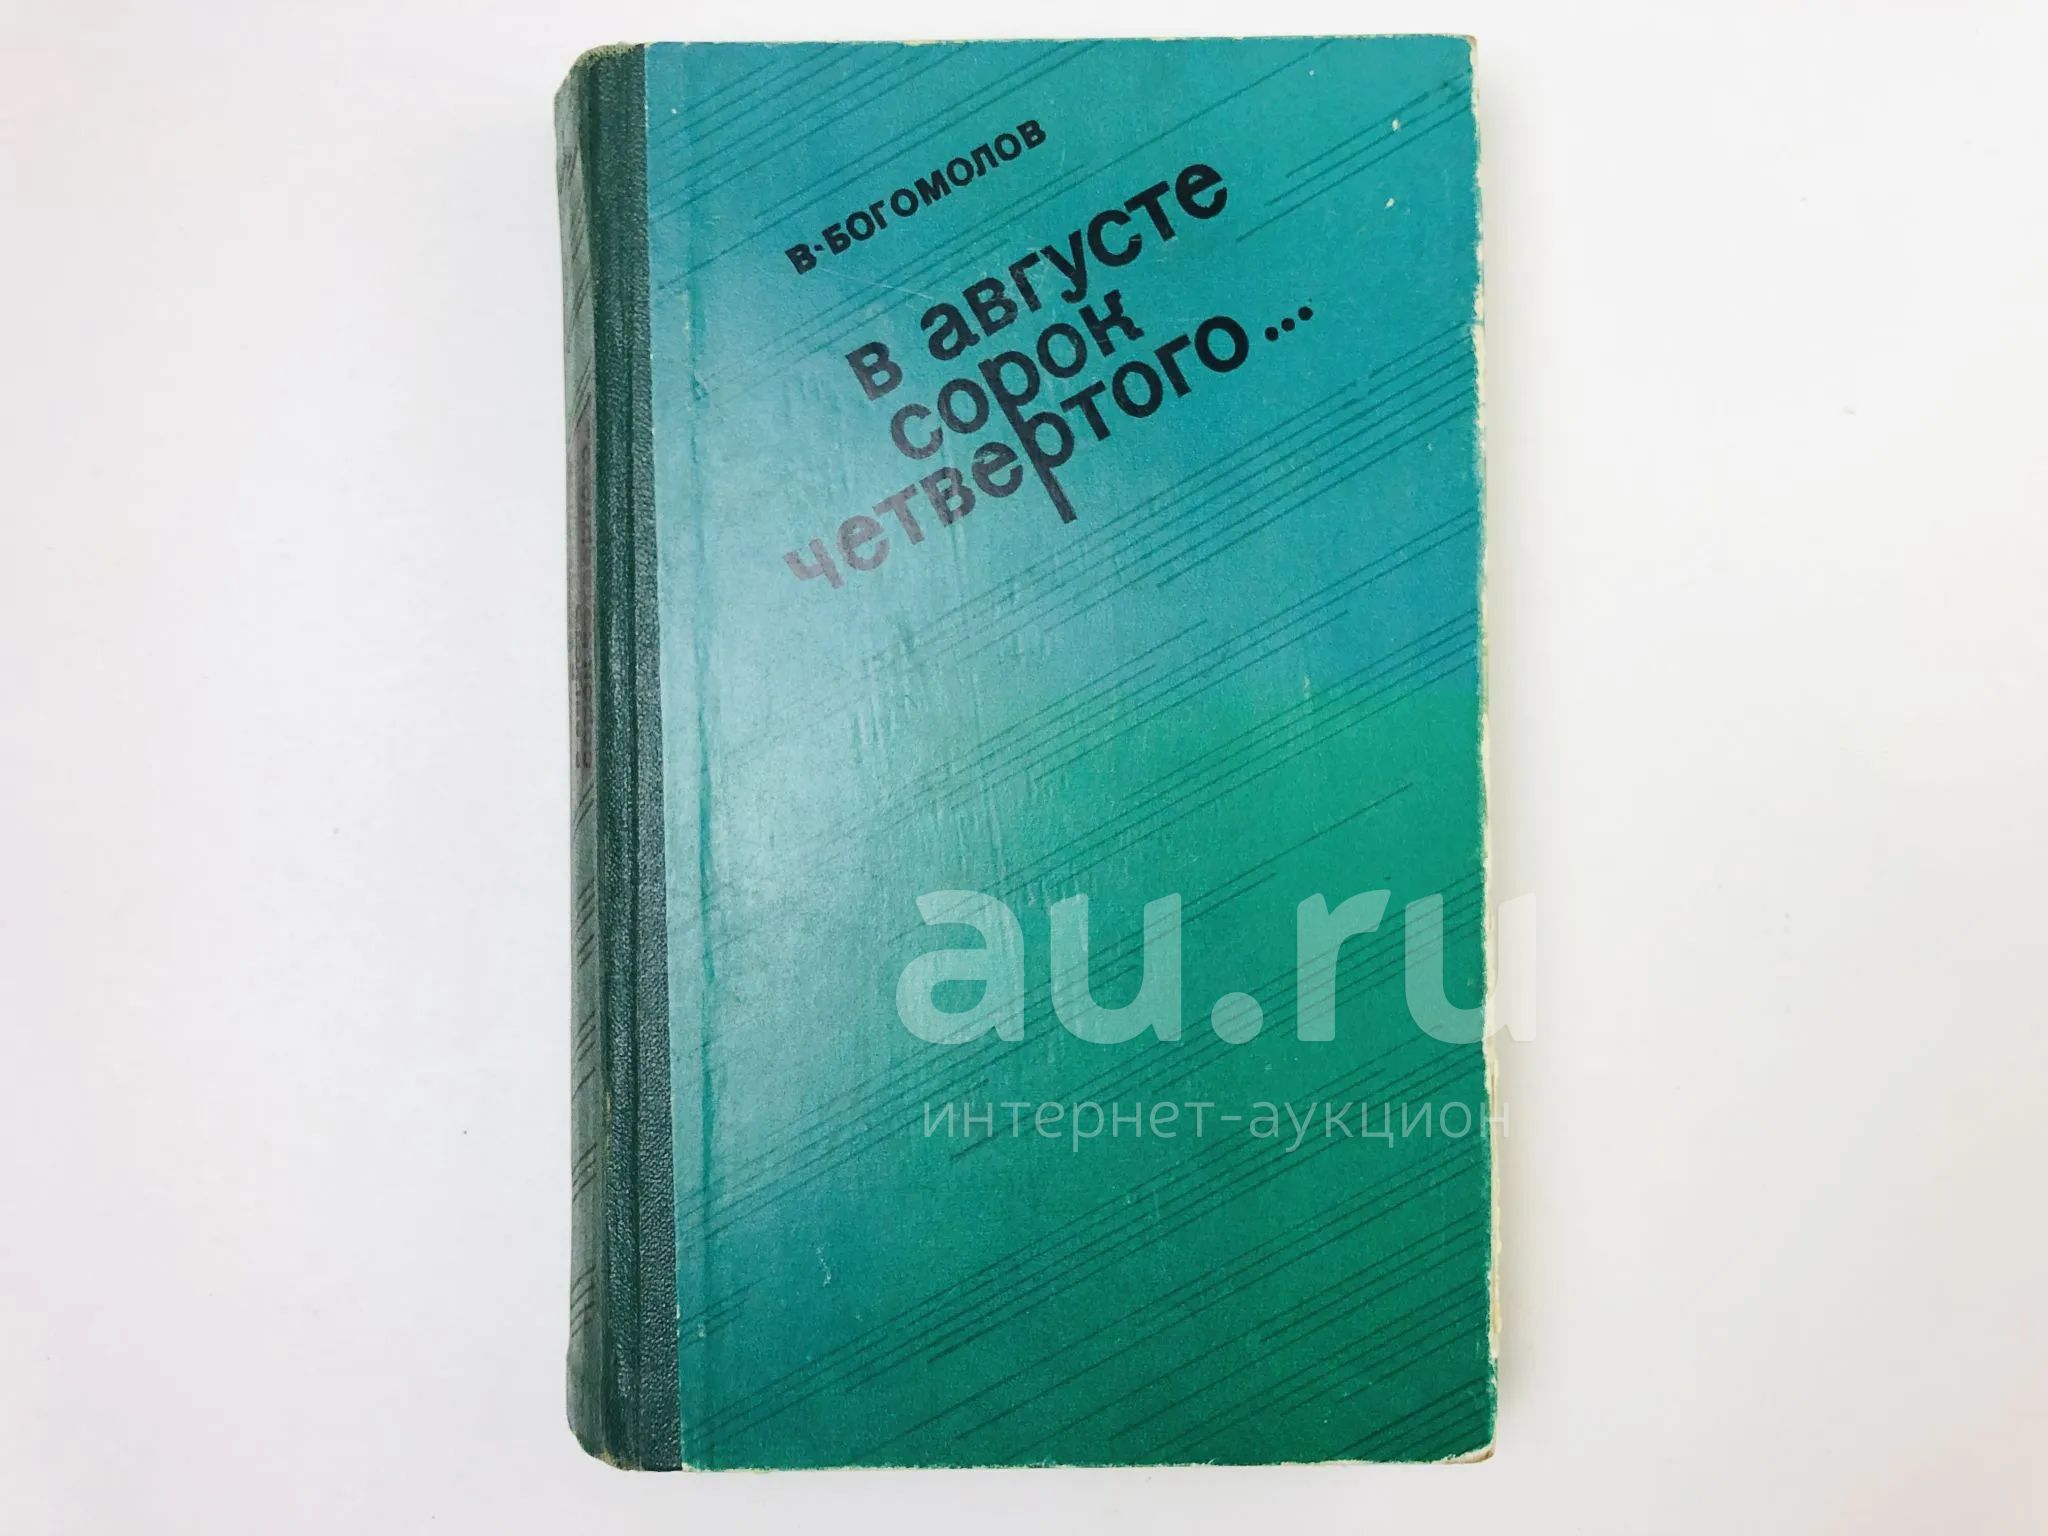 В. БОГОМОЛОВ
в августе
сорок
четвертого...
au.ru
интернет-аукцион